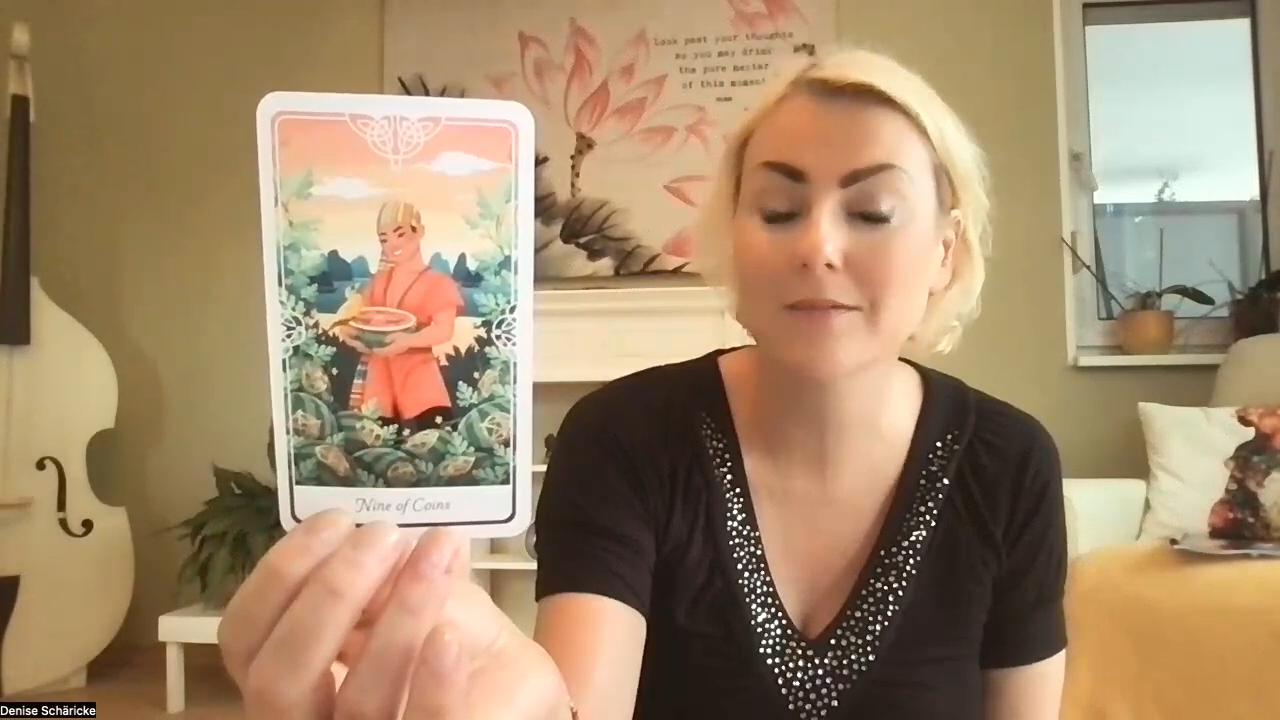 Look past your thoughts
so you may drink
the pure nectar
of this moment
Nine of Coins
Denise Schäricke